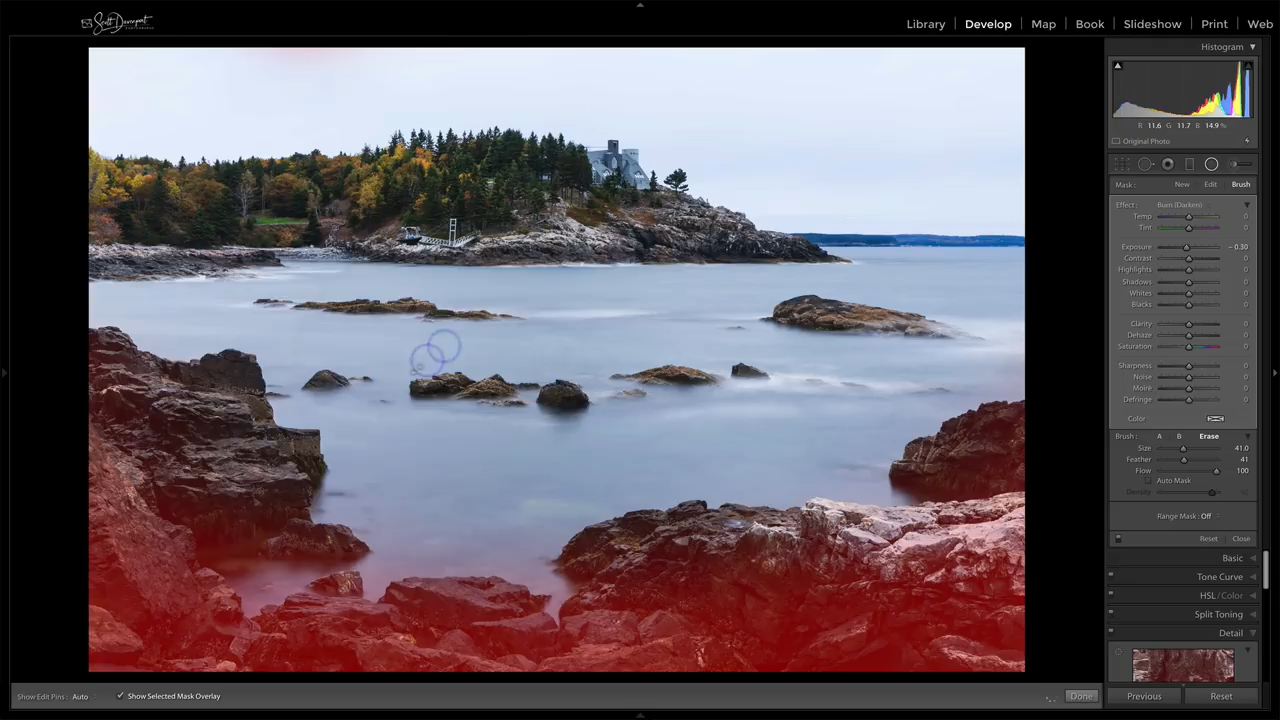 Scott Davenport
Library | Develop | Map | Book | Slideshow | Print | Web
Histogram
R 11.6 G 11.7 B 14.9 %
Original Photo
Mask : New Edit Brush
Effect : Burn (Darken)
Temp 0
Tint 0
Exposure – 0.30
Contrast 0
Highlights 0
Shadows 0
Whites 0
Blacks 0
Clarity 0
Dehaze 0
Saturation 0
Sharpness 0
Noise 0
Moiré 0
Defringe 0
Color
Brush : A B Erase
Size 41.0
Feather 41
Flow 100
Auto Mask
Density
Range Mask : Off
Reset Close
Basic
Tone Curve
HSL / Color
Split Toning
Detail
Show Edit Pins : Auto
Show Selected Mask Overlay
Done
Previous Reset